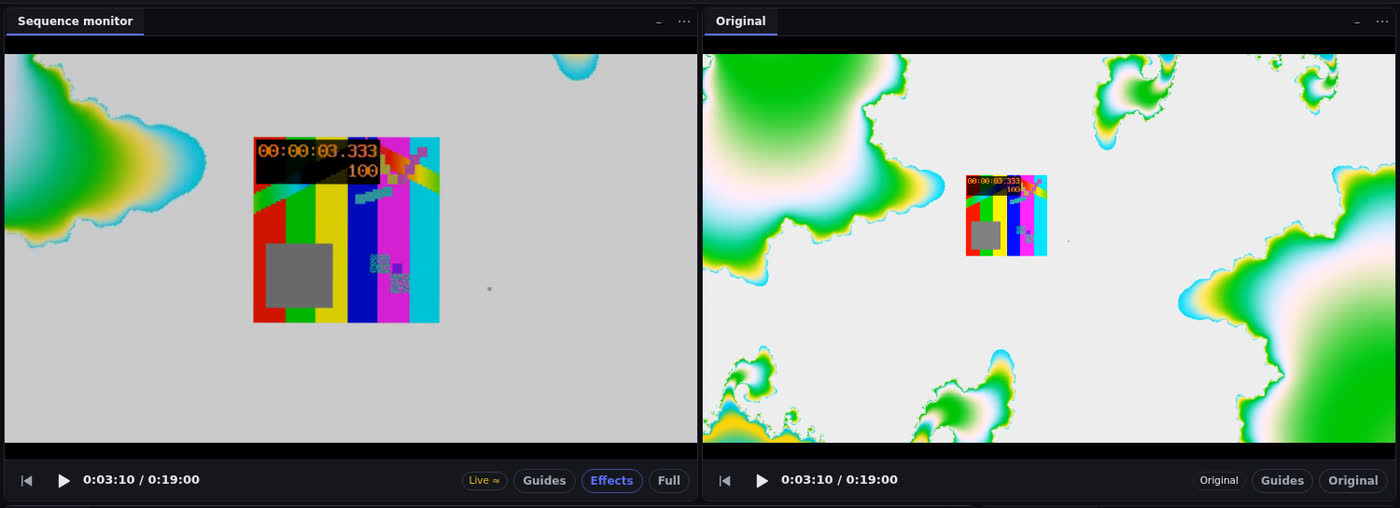 Sequence monitor
00:00:03.333
100
0:03:10 / 0:19:00
Live ≈
Guides
Effects
Full
Original
00:00:03.333
100
0:03:10 / 0:19:00
Original
Guides
Original